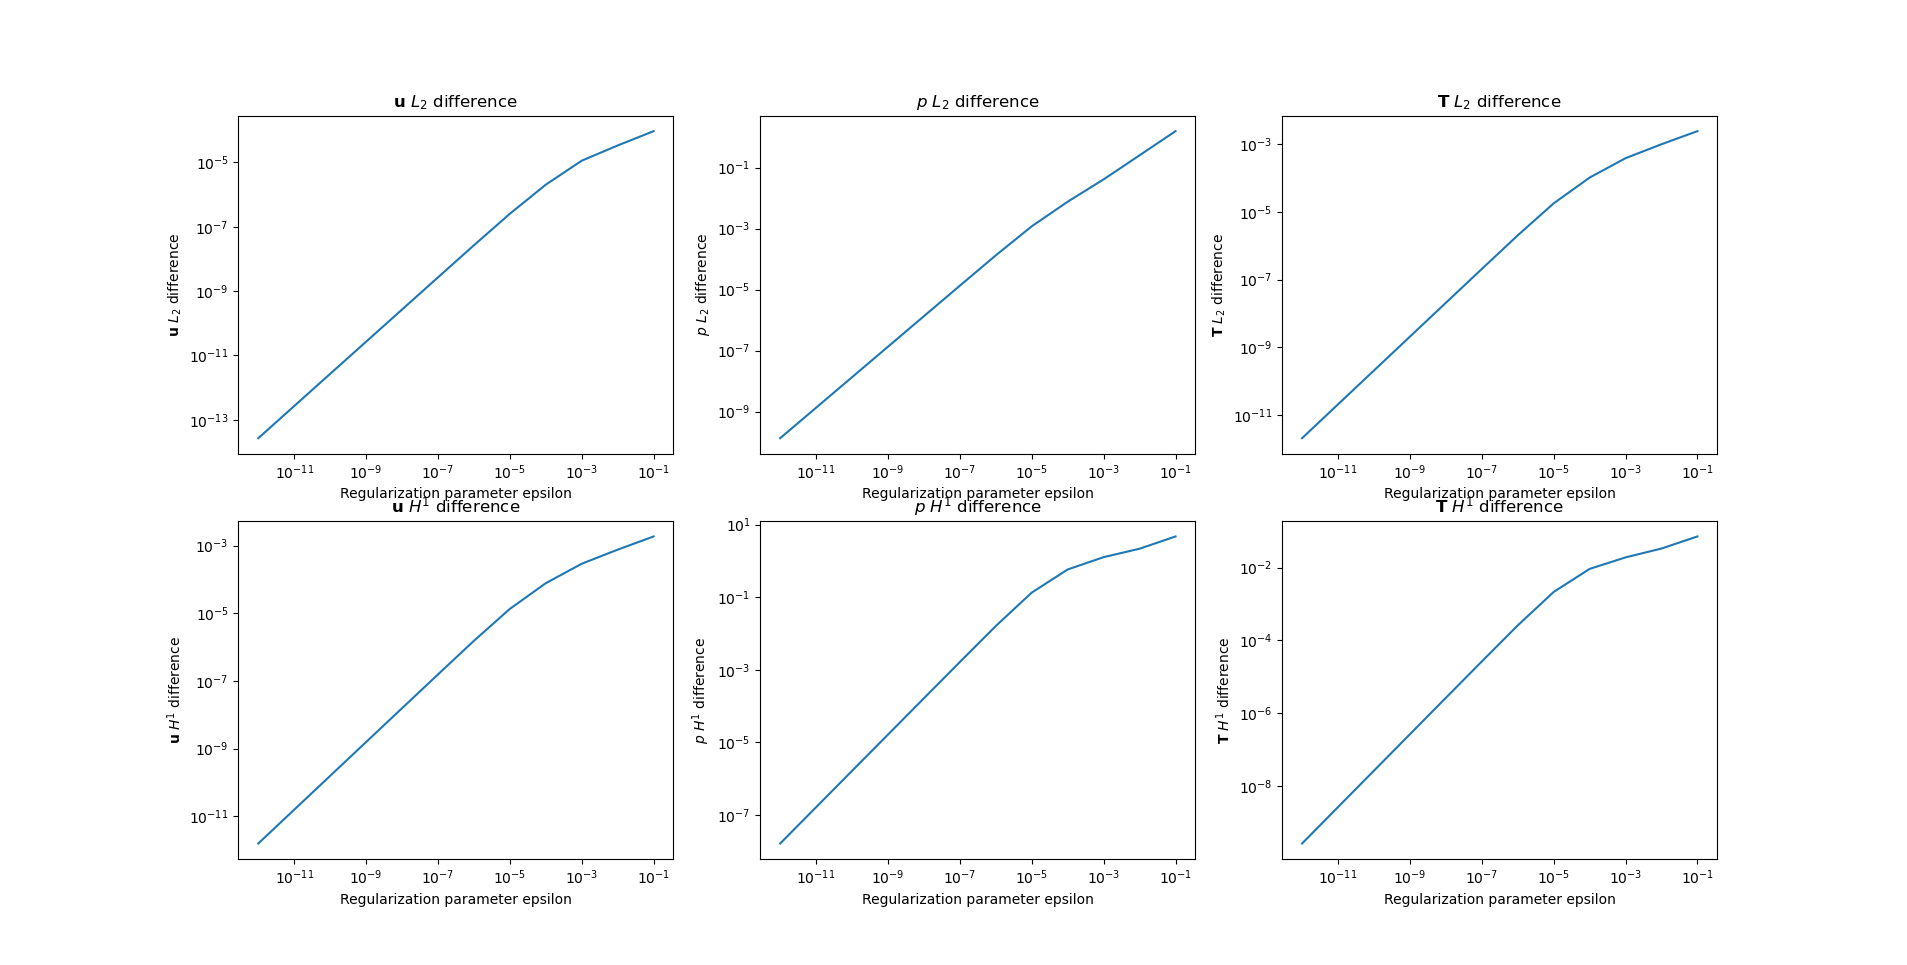 u L₂ difference
p L₂ difference
T L₂ difference
10⁻⁵
10⁻⁷
10⁻⁹
10⁻¹¹
10⁻¹³
u L₂ difference
10⁻¹¹ 10⁻⁹ 10⁻⁷ 10⁻⁵ 10⁻³ 10⁻¹
Regularization parameter epsilon
10⁻¹
10⁻³
10⁻⁵
10⁻⁷
10⁻⁹
p L₂ difference
10⁻¹¹ 10⁻⁹ 10⁻⁷ 10⁻⁵ 10⁻³ 10⁻¹
Regularization parameter epsilon
10⁻³
10⁻⁵
10⁻⁷
10⁻⁹
10⁻¹¹
T L₂ difference
10⁻¹¹ 10⁻⁹ 10⁻⁷ 10⁻⁵ 10⁻³ 10⁻¹
Regularization parameter epsilon
u H¹ difference
p H¹ difference
T H¹ difference
10⁻³
10⁻⁵
10⁻⁷
10⁻⁹
10⁻¹¹
u H¹ difference
10⁻¹¹ 10⁻⁹ 10⁻⁷ 10⁻⁵ 10⁻³ 10⁻¹
Regularization parameter epsilon
10¹
10⁻¹
10⁻³
10⁻⁵
10⁻⁷
p H¹ difference
10⁻¹¹ 10⁻⁹ 10⁻⁷ 10⁻⁵ 10⁻³ 10⁻¹
Regularization parameter epsilon
10⁻²
10⁻⁴
10⁻⁶
10⁻⁸
T H¹ difference
10⁻¹¹ 10⁻⁹ 10⁻⁷ 10⁻⁵ 10⁻³ 10⁻¹
Regularization parameter epsilon